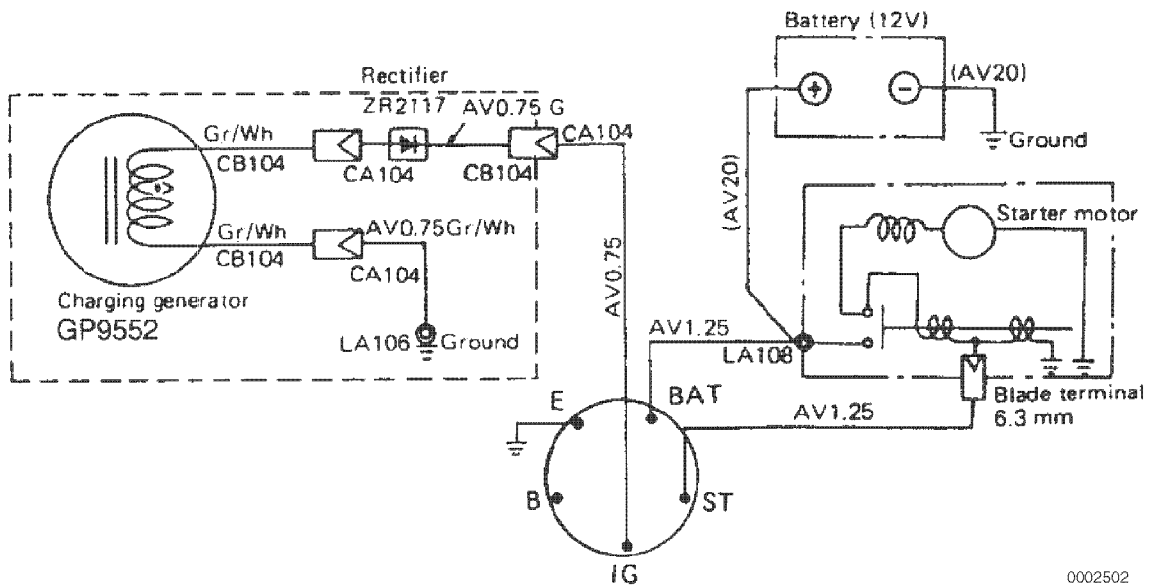 Battery (12V)
(AV20)
Ground
Rectifier
ZR2117
AV0.75 G
Gr/Wh
CB104
CA104
CB104
CA104
Gr/Wh
CB104
AV0.75Gr/Wh
CA104
Charging generator
GP9552
LA106
Ground
AV0.75
(AV20)
Starter motor
AV1.25
LA108
Blade terminal
6.3 mm
AV1.25
E
BAT
B
ST
IG
0002502